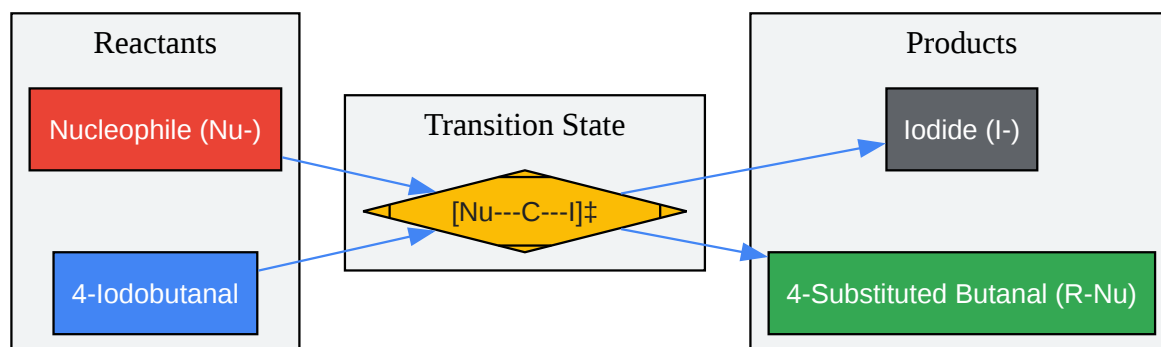 Reactants
Nucleophile (Nu-)
4-Iodobutanal
Transition State
[Nu---C---I]‡
Products
Iodide (I-)
4-Substituted Butanal (R-Nu)